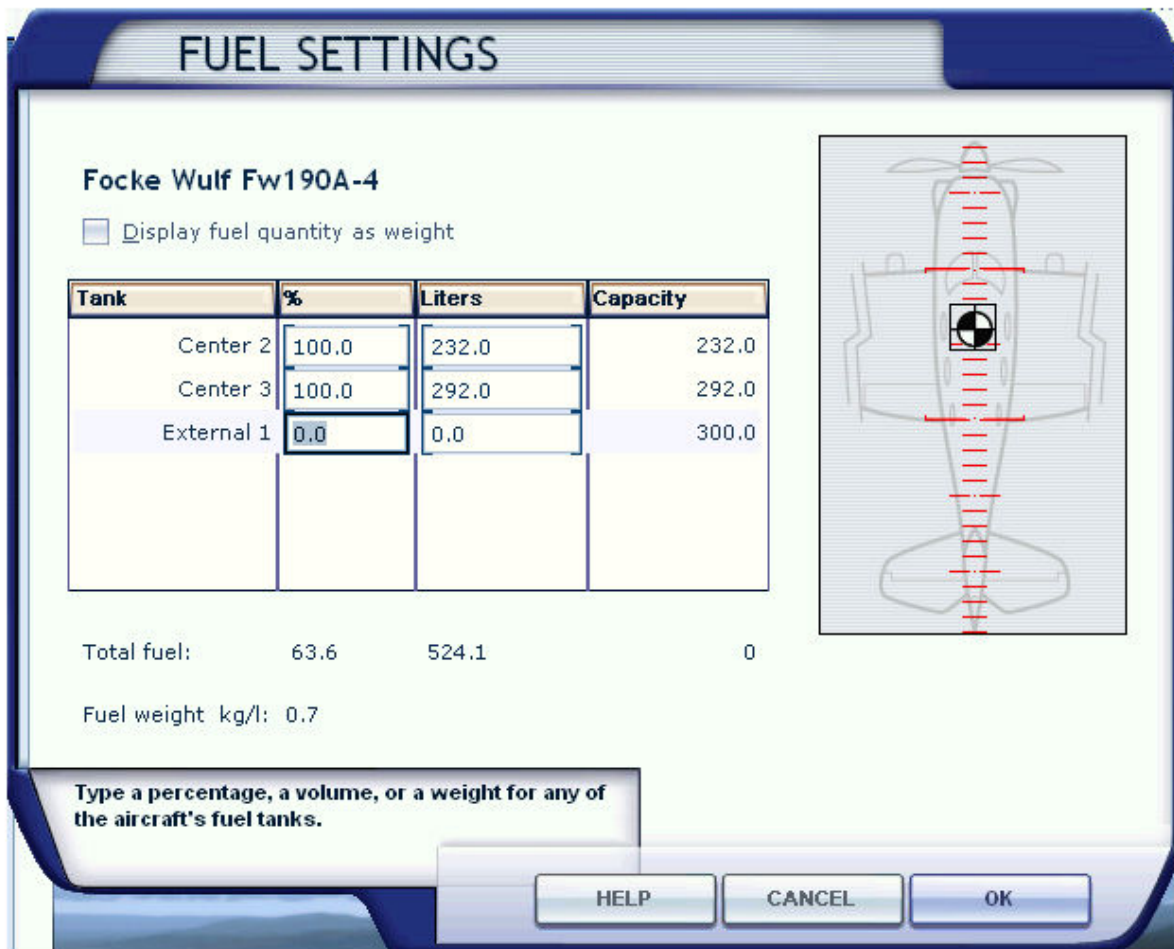 FUEL SETTINGS
Focke Wulf Fw190A-4
Display fuel quantity as weight
Tank % Liters Capacity
Center 2 100.0 232.0 232.0
Center 3 100.0 292.0 292.0
External 1 0.0 0.0 300.0
Total fuel: 63.6 524.1 0
Fuel weight kg/l: 0.7
Type a percentage, a volume, or a weight for any of
the aircraft's fuel tanks.
HELP CANCEL OK